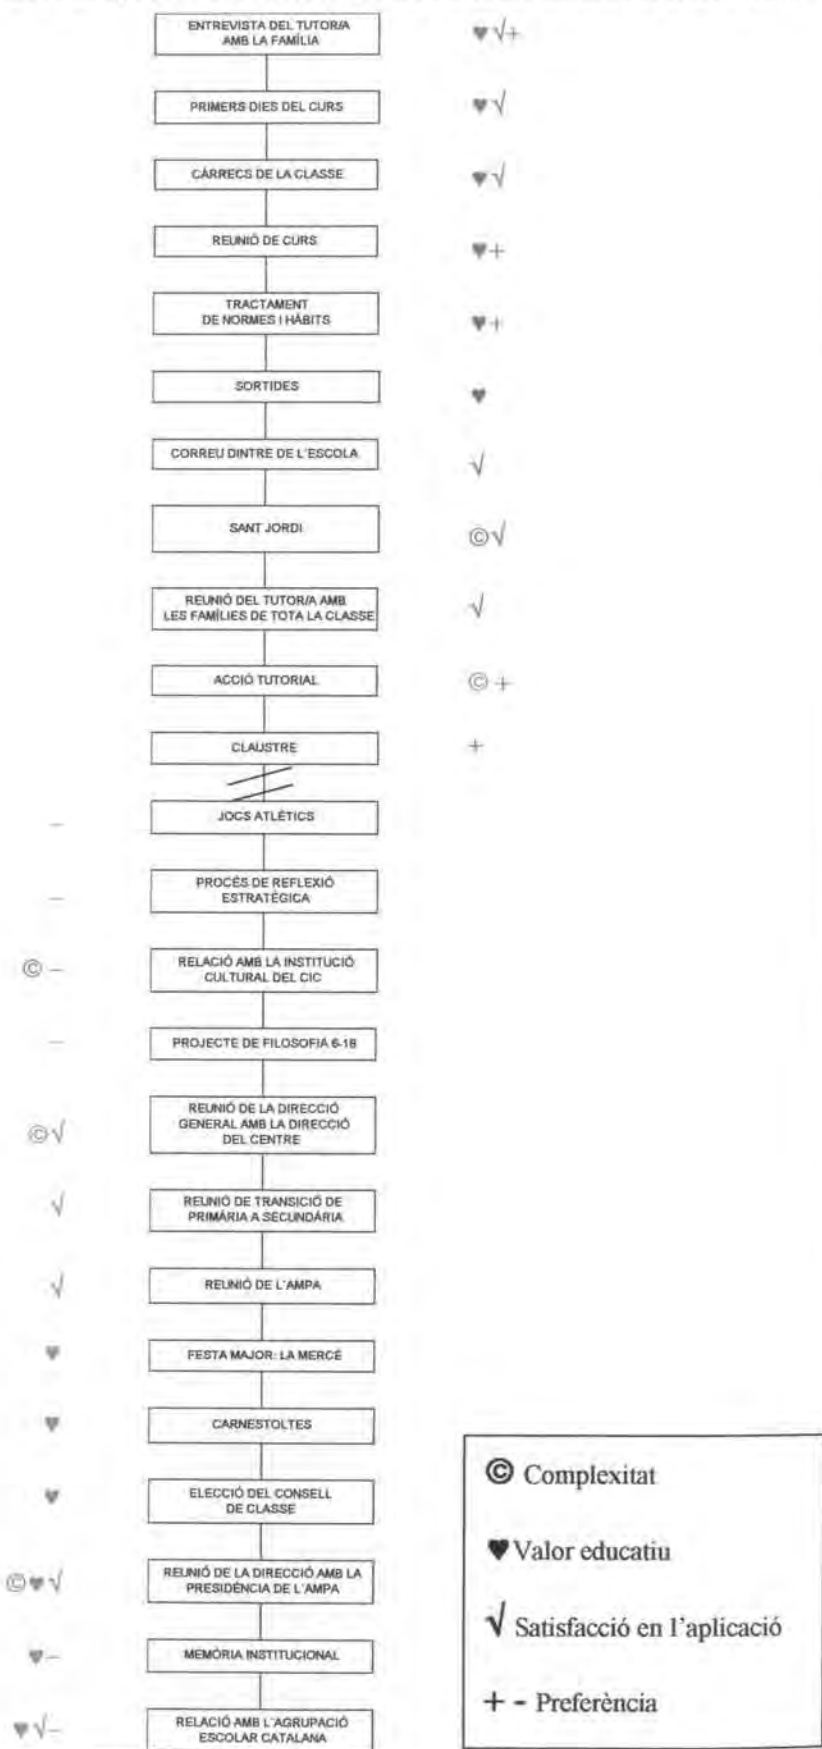 ENTREVISTA DEL TUTOR/A
AMB LA FAMÍLIA
♥√+
PRIMERS DIES DEL CURS
♥√
CÀRRECS DE LA CLASSE
♥√
REUNIÓ DE CURS
♥+
TRACTAMENT
DE NORMES I HÀBITS
♥+
SORTIDES
♥
CORREU DINTRE DE L'ESCOLA
√
SANT JORDI
©√
REUNIÓ DEL TUTOR/A AMB
LES FAMÍLIES DE TOTA LA CLASSE
√
ACCIÓ TUTORIAL
© +
CLAUSTRE
+
–
JOCS ATLÈTICS
–
PROCÉS DE REFLEXIÓ
ESTRATÈGICA
© –
RELACIÓ AMB LA INSTITUCIÓ
CULTURAL DEL CIC
–
PROJECTE DE FILOSOFIA 6-18
©√
REUNIÓ DE LA DIRECCIÓ
GENERAL AMB LA DIRECCIÓ
DEL CENTRE
√
REUNIÓ DE TRANSICIÓ DE
PRIMÀRIA A SECUNDÀRIA
√
REUNIÓ DE L'AMPA
♥
FESTA MAJOR: LA MERCÈ
♥
CARNESTOLTES
♥
ELECCIÓ DEL CONSELL
DE CLASSE
©♥√
REUNIÓ DE LA DIRECCIÓ AMB LA
PRESIDÈNCIA DE L'AMPA
♥–
MEMÒRIA INSTITUCIONAL
♥√–
RELACIÓ AMB L'AGRUPACIÓ
ESCOLAR CATALANA
© Complexitat
♥ Valor educatiu
√ Satisfacció en l'aplicació
+ - Preferència